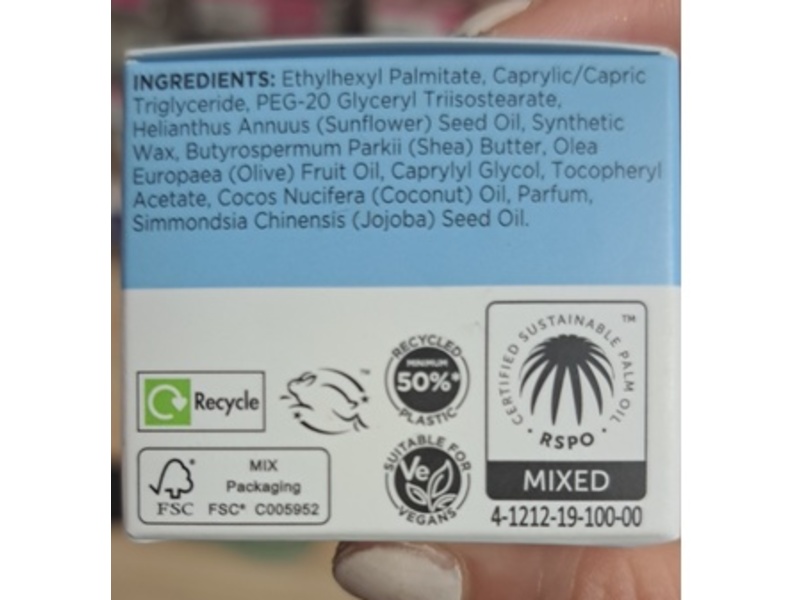 INGREDIENTS: Ethylhexyl Palmitate, Caprylic/Capric
Triglyceride, PEG-20 Glyceryl Triisostearate,
Helianthus Annuus (Sunflower) Seed Oil, Synthetic
Wax, Butyrospermum Parkii (Shea) Butter, Olea
Europaea (Olive) Fruit Oil, Caprylyl Glycol, Tocopheryl
Acetate, Cocos Nucifera (Coconut) Oil, Parfum,
Simmondsia Chinensis (Jojoba) Seed Oil.
Recycle
TM
RECYCLED
MINIMUM
50%*
PLASTIC
CERTIFIED SUSTAINABLE PALM OIL
TM
RSPO
MIXED
4-1212-19-100-00
FSC
MIX
Packaging
FSC* C005952
SUITABLE FOR
Ve
VEGANS